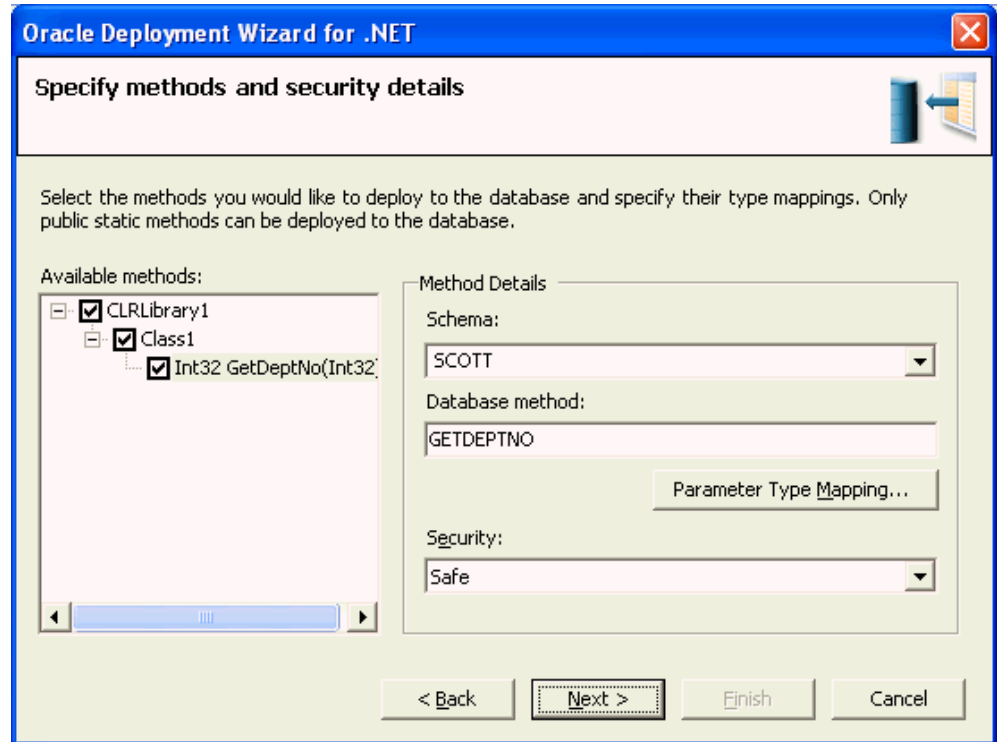 Oracle Deployment Wizard for .NET
Specify methods and security details
Select the methods you would like to deploy to the database and specify their type mappings. Only
public static methods can be deployed to the database.
Available methods:
CLRLibrary1
Class1
Int32 GetDeptNo(Int32)
Method Details
Schema:
SCOTT
Database method:
GETDEPTNO
Parameter Type Mapping...
Security:
Safe
< Back
Next >
Finish
Cancel